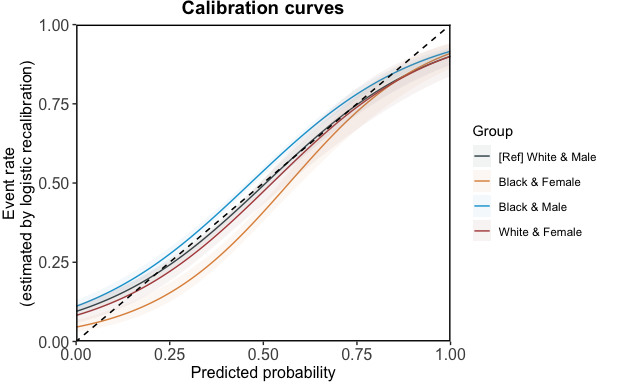 Calibration curves
1.00
0.75
0.50
0.25
0.00
Event rate
(estimated by logistic recalibration)
0.00 0.25 0.50 0.75 1.00
Predicted probability
Group
[Ref] White & Male
Black & Female
Black & Male
White & Female